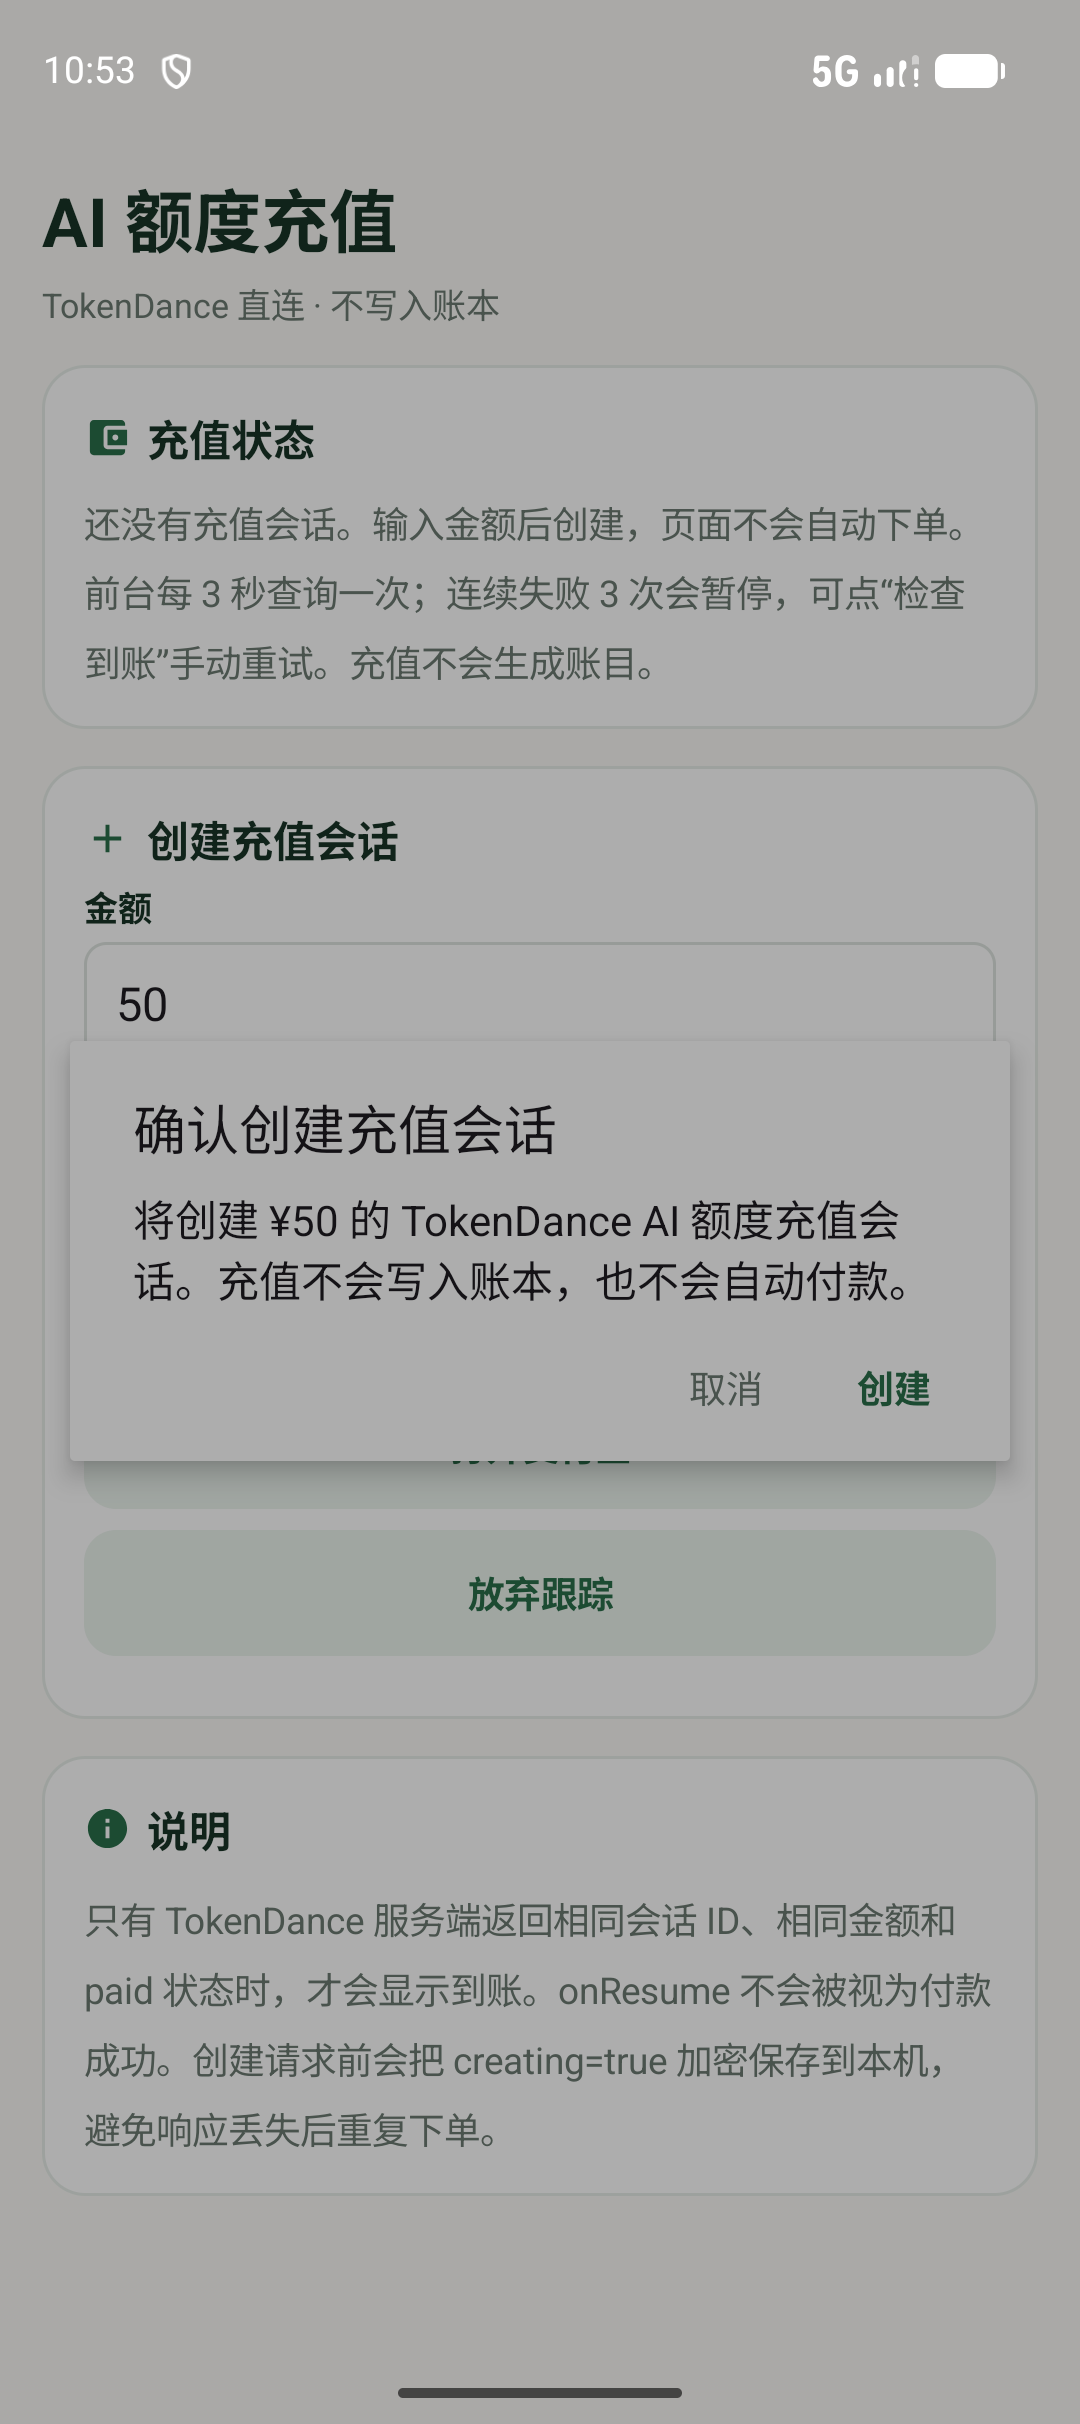 10:53
5G
AI 额度充值
TokenDance 直连 · 不写入账本
充值状态
还没有充值会话。输入金额后创建，页面不会自动下单。
前台每 3 秒查询一次；连续失败 3 次会暂停，可点“检查
到账”手动重试。充值不会生成账目。
创建充值会话
金额
50
确认创建充值会话
将创建 ¥50 的 TokenDance AI 额度充值会
话。充值不会写入账本，也不会自动付款。
取消
创建
放弃跟踪
说明
只有 TokenDance 服务端返回相同会话 ID、相同金额和
paid 状态时，才会显示到账。onResume 不会被视为付款
成功。创建请求前会把 creating=true 加密保存到本机，
避免响应丢失后重复下单。